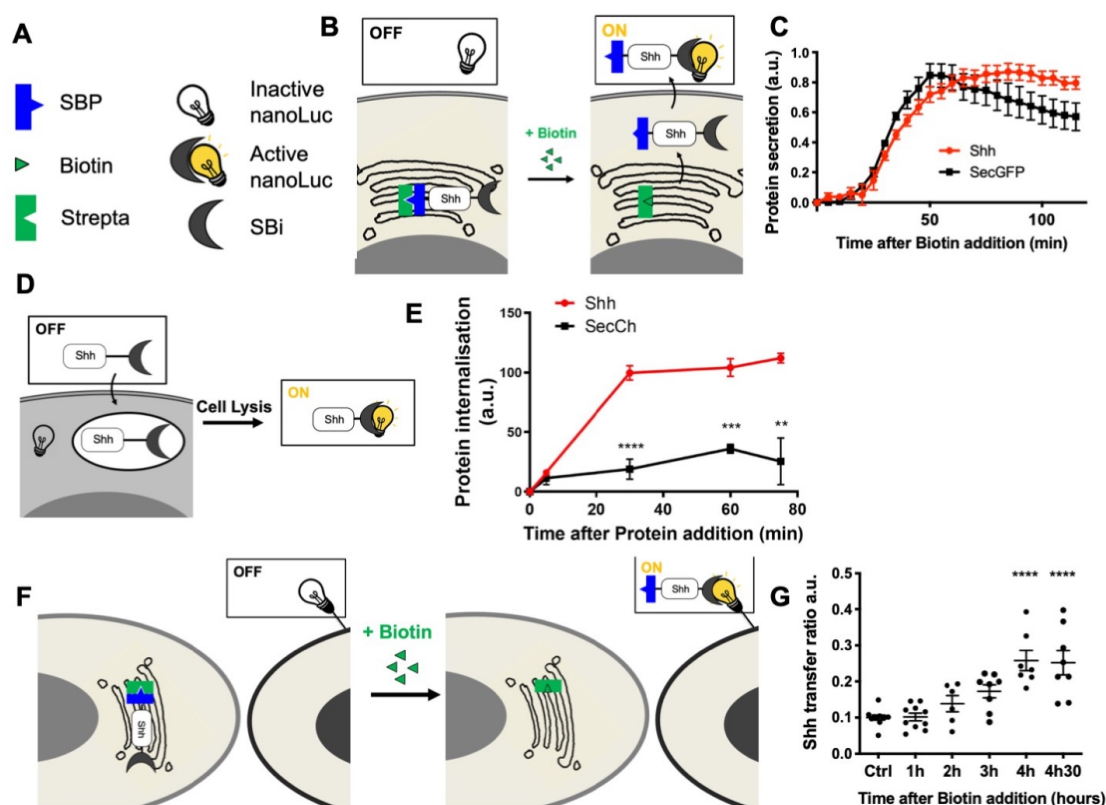 A
SBP
Biotin
Strepta
Inactive
nanoLuc
Active
nanoLuc
SBi
B
OFF
Shh
+ Biotin
ON
Shh
Shh
C
Protein secretion (a.u.)
1.0
0.8
0.6
0.4
0.2
0.0
50
100
Shh
SecGFP
Time after Biotin addition (min)
D
OFF
Shh
Shh
Cell Lysis
ON
Shh
E
Shh
SecCh
Protein internalisation
(a.u.)
150
100
50
0
0
20
40
60
80
****
***
**
Time after Protein addition (min)
F
OFF
Shh
+ Biotin
ON
Shh
G
Shh transfer ratio a.u.
0.5
0.4
0.3
0.2
0.1
0.0
****
****
Ctrl
1h
2h
3h
4h
4h30
Time after Biotin addition (hours)